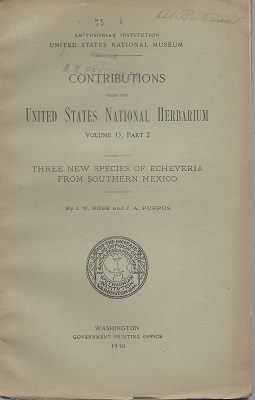 75
SMITHSONIAN INSTITUTION
UNITED STATES NATIONAL MUSEUM
CONTRIBUTIONS
FROM THE
UNITED STATES NATIONAL HERBARIUM
VOLUME 13, PART 2
THREE NEW SPECIES OF ECHEVERIA
FROM SOUTHERN MEXICO
By J. N. ROSE and J. A. PURPUS
WASHINGTON
GOVERNMENT PRINTING OFFICE
1910